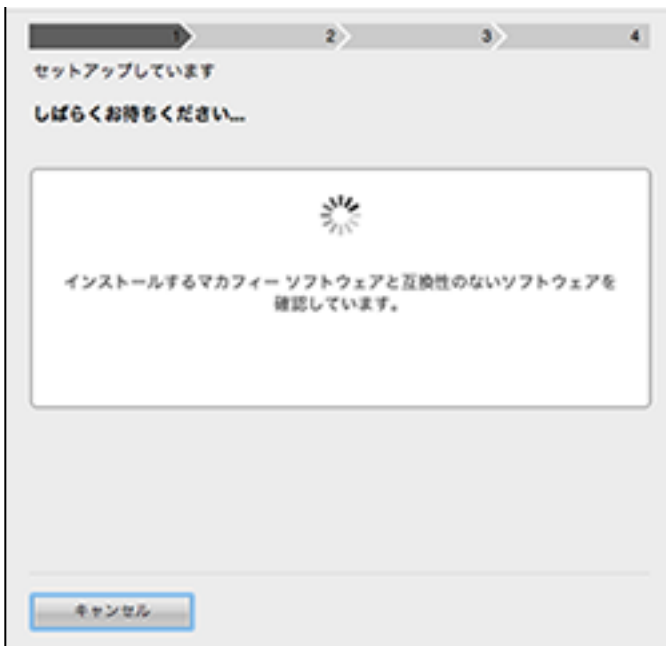 1 2 3 4
セットアップしています
しばらくお待ちください...
インストールするマカフィー ソフトウェアと互換性のないソフトウェアを
確認しています。
キャンセル